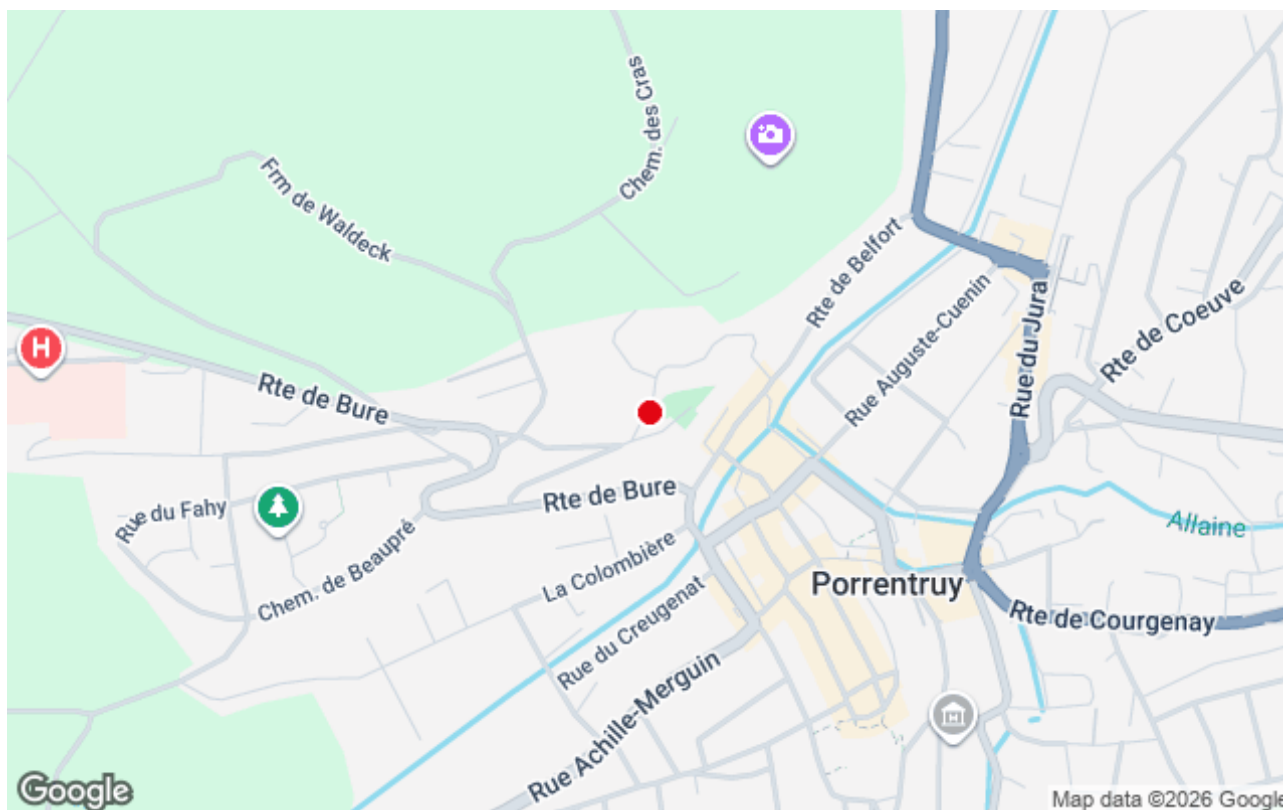 Chem. des Cras
Frm de Waldeck
Rte de Belfort
Rue Auguste-Cuenin
Rue du Jura
Rte de Coeuve
H
Rte de Bure
Rte de Bure
Rue du Fahy
Chem. de Beaupré
La Colombière
Allaine
Porrentruy
Rue du Creugenat
Rte de Courgenay
Rue Achille-Merguin
Google
Map data ©2026 Google